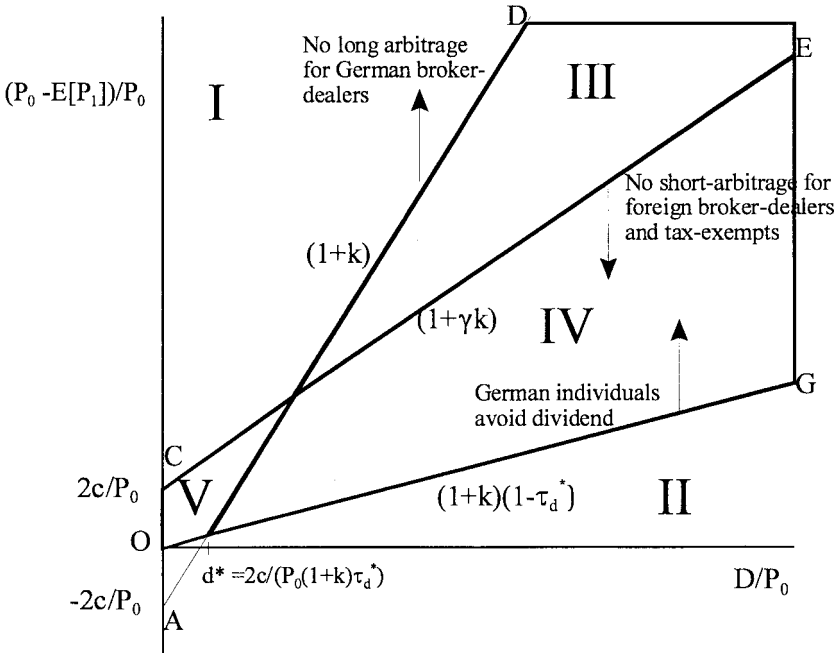 D
No long arbitrage
for German broker-
dealers
E
(P₀ -E[P₁])/P₀
I
III
No short-arbitrage for
foreign broker-dealers
and tax-exempts
(1+k)
(1+γk)
IV
German individuals
avoid dividend
G
C
2c/P₀
V
(1+k)(1-τd*)
II
O
d* =2c/(P₀(1+k)τd*)
D/P₀
-2c/P₀
A